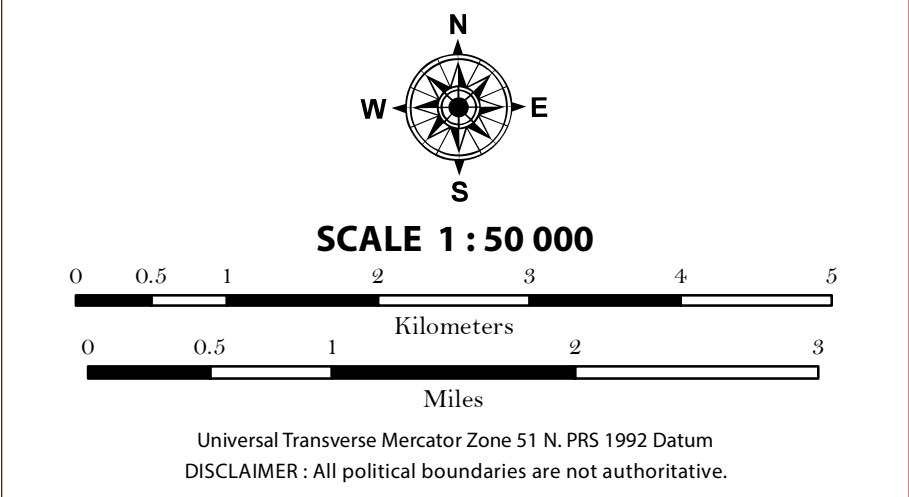 N
W E
S
SCALE 1 : 50 000
0 0.5 1 2 3 4 5
Kilometers
0 0.5 1 2 3
Miles
Universal Transverse Mercator Zone 51 N. PRS 1992 Datum
DISCLAIMER : All political boundaries are not authoritative.